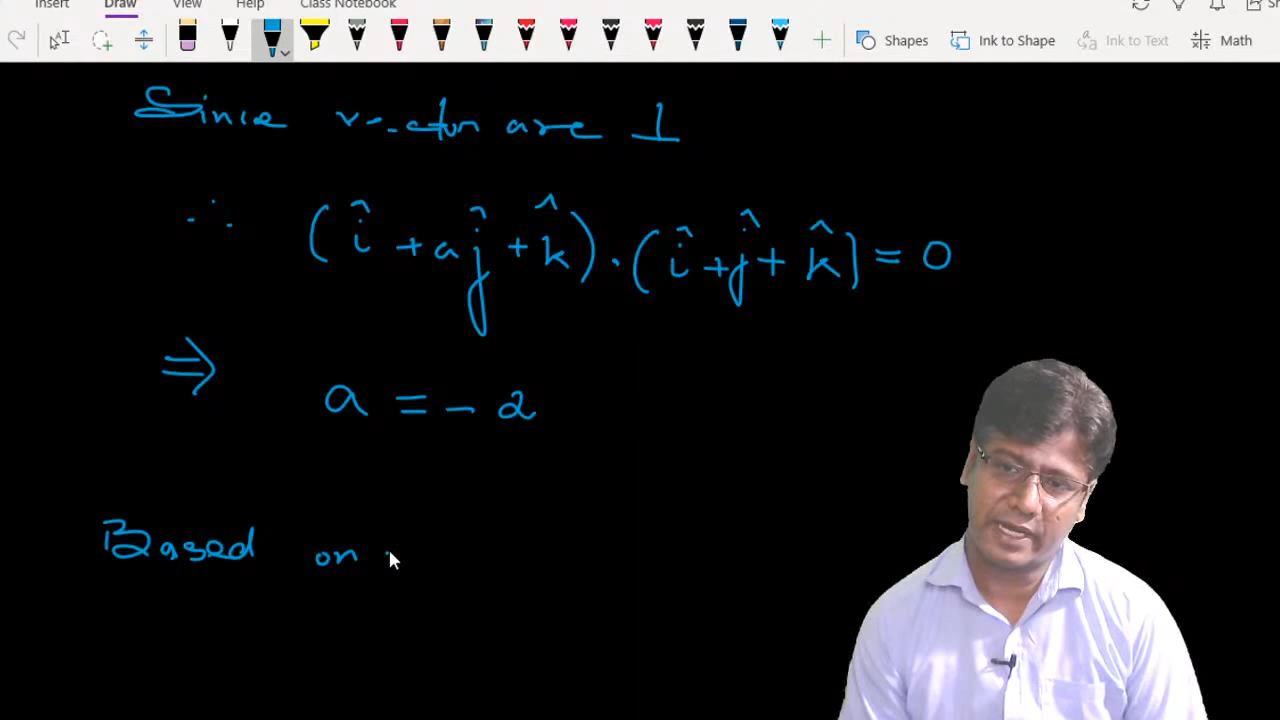 Insert Draw View Help Class Notebook
Shapes Ink to Shape Ink to Text Math
Since vector are ⊥
∴ (î + aĵ + k̂) · (î + ĵ + k̂) = 0
⇒ a = - 2
Based on